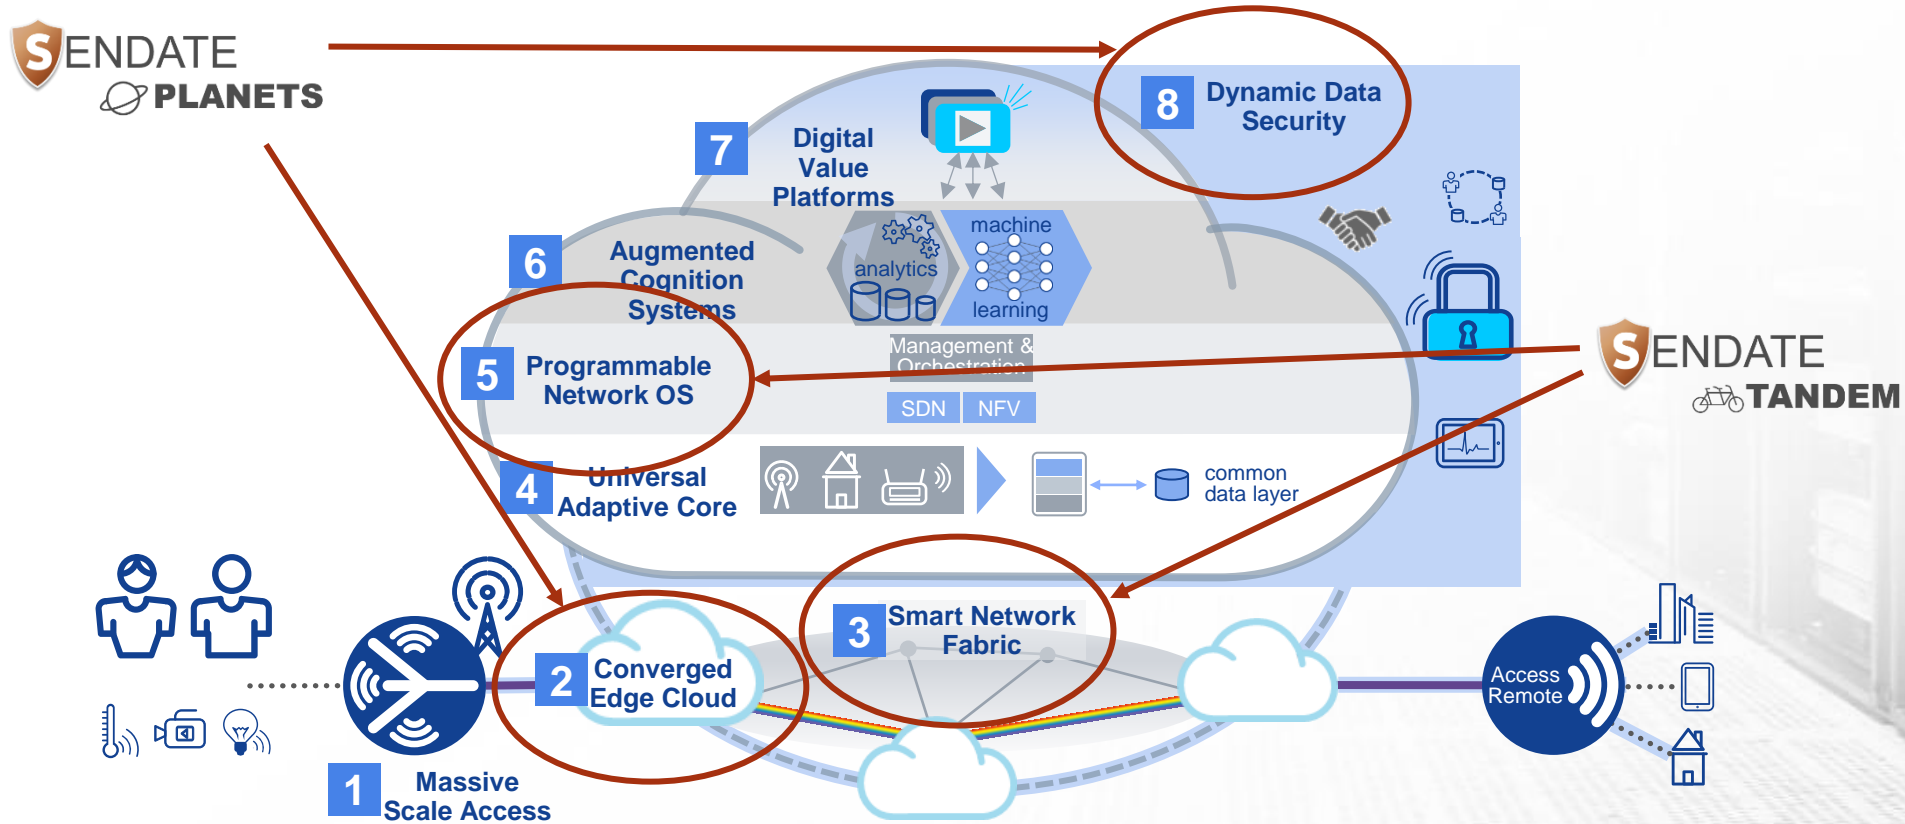 SENDATE
PLANETS
8
Dynamic Data
Security
7
Digital
Value
Platforms
6
Augmented
Cognition
Systems
analytics
machine
learning
5
Programmable
Network OS
Management &
Orchestration
SDN
NFV
SENDATE
TANDEM
4
Universal
Adaptive Core
common
data layer
3
Smart Network
Fabric
2
Converged
Edge Cloud
Access
Remote
1
Massive
Scale Access